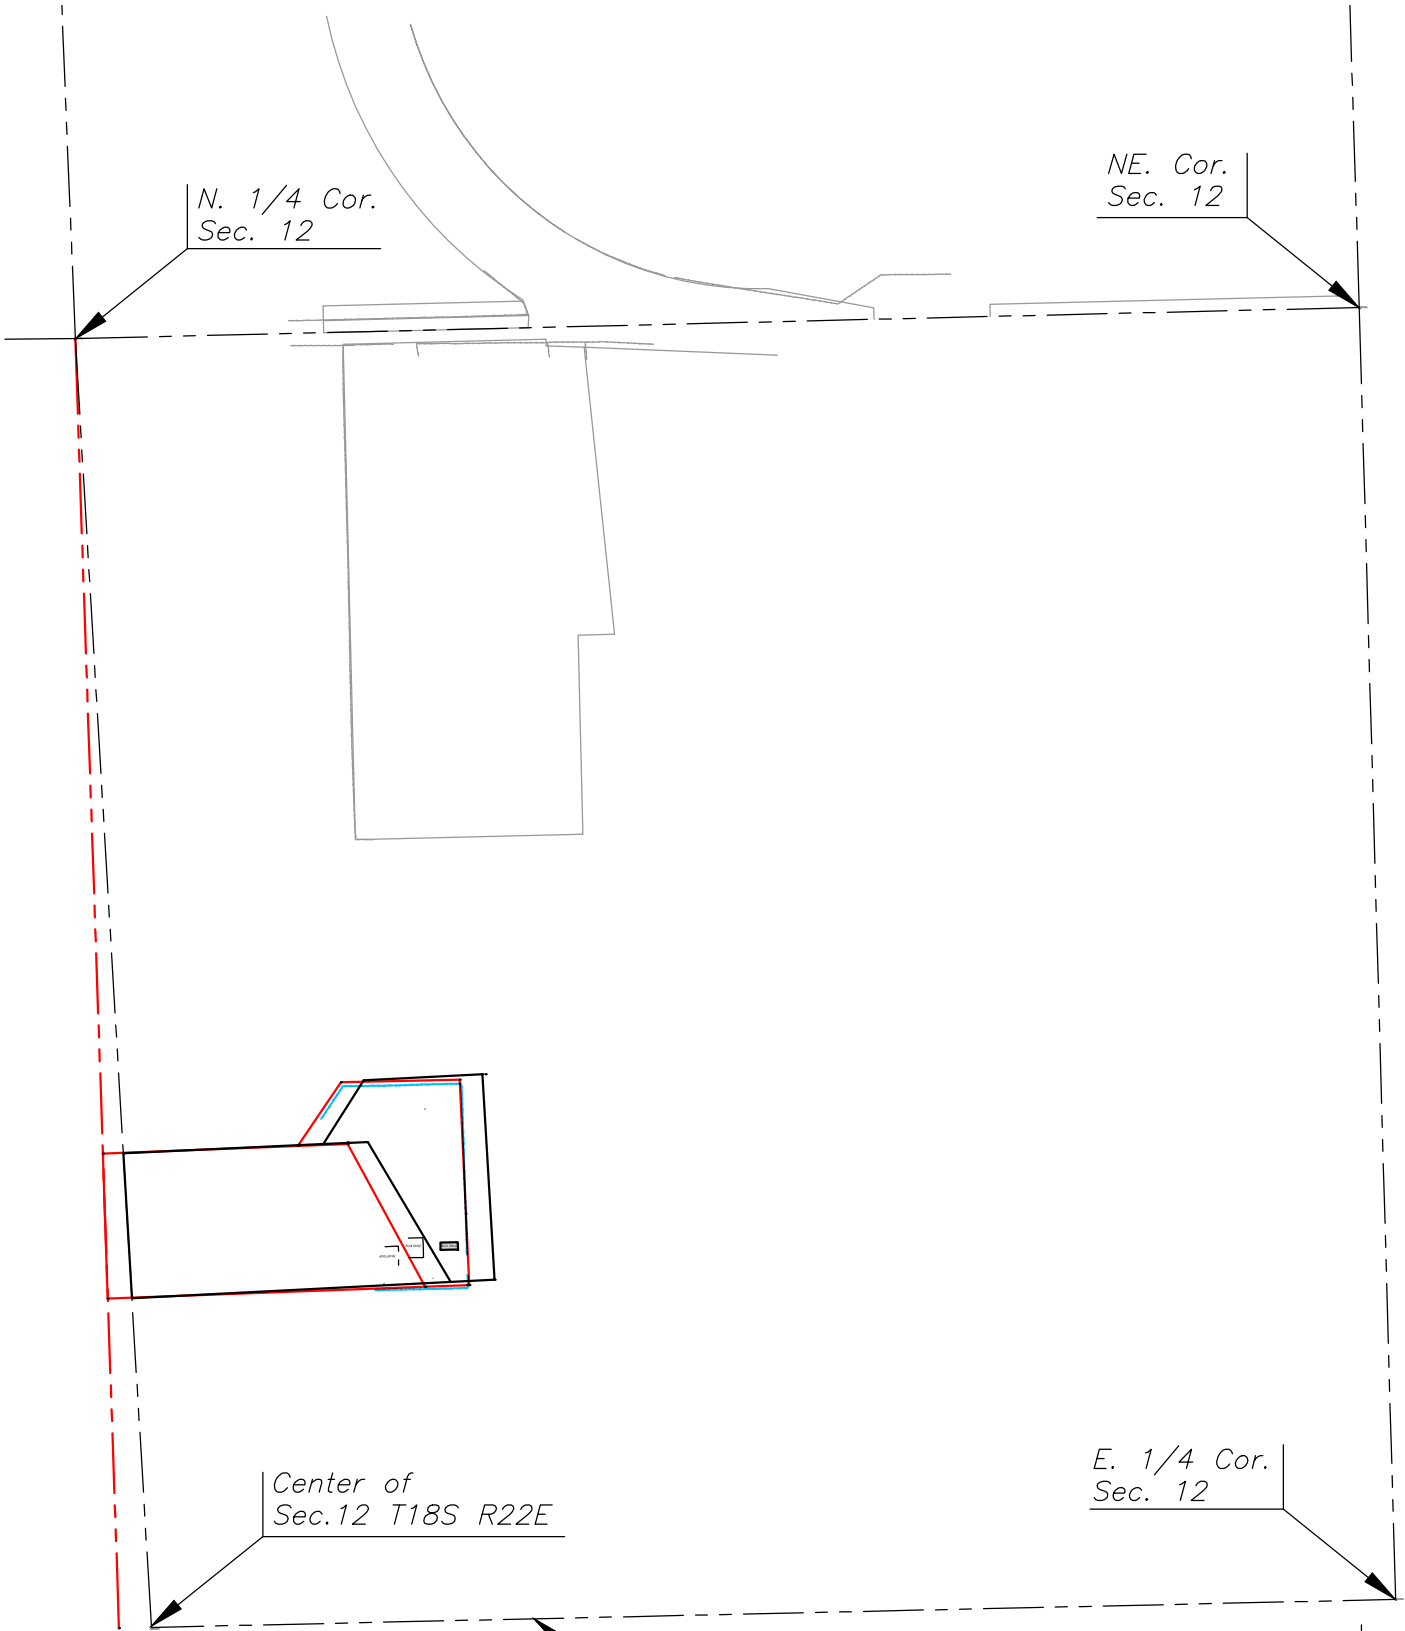 NE. Cor.
Sec. 12
N. 1/4 Cor.
Sec. 12
E. 1/4 Cor.
Sec. 12
Center of
Sec.12 T18S R22E